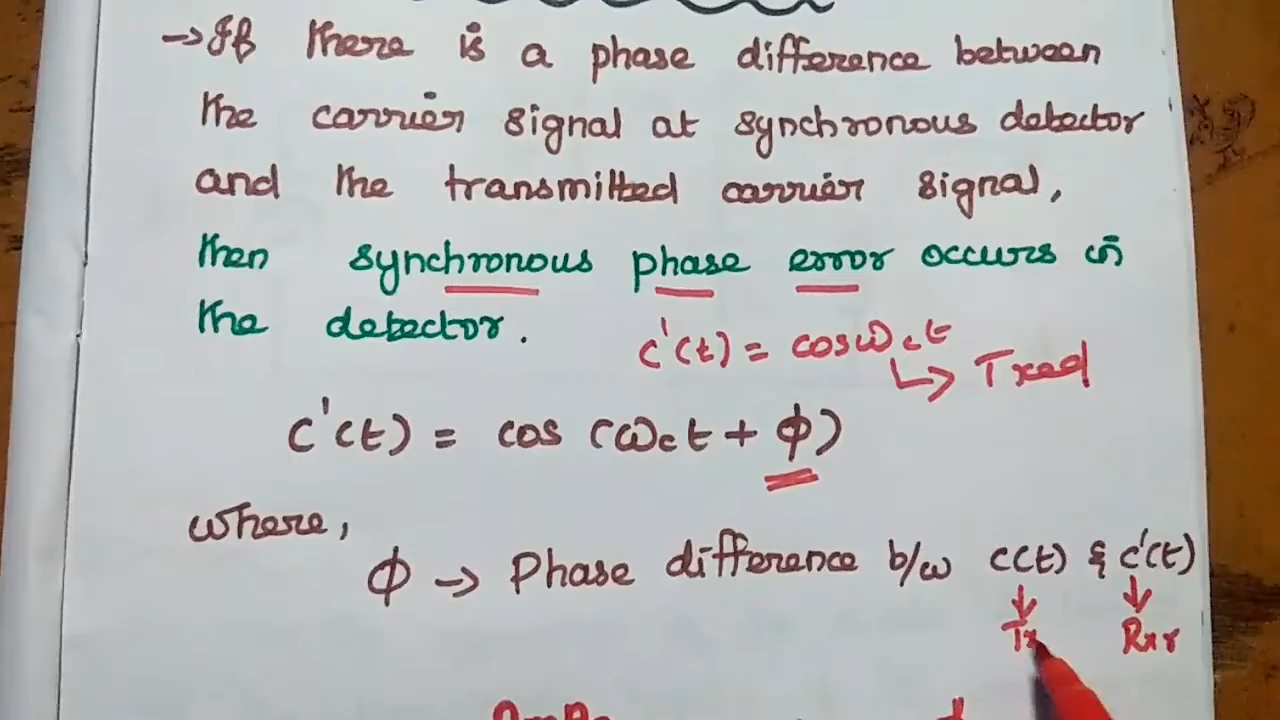 → If there is a phase difference between
the carrier signal at synchronous detector
and the transmitted carrier signal,
then synchronous phase error occurs in
the detector.
c'(t) = cosωct
↳ Txed
c'(t) = cos (ωct + ϕ)
where,
ϕ → Phase difference b/w c(t) & c'(t)
↓ ↓
Tx Rxr